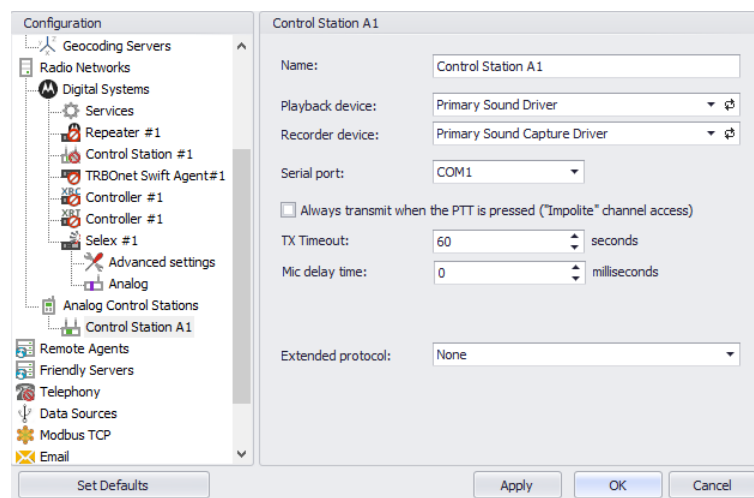 Configuration
Geocoding Servers
Radio Networks
Digital Systems
Services
Repeater #1
Control Station #1
TRBOnet Swift Agent#1
XRC
Controller #1
XRT
Controller #1
Selex #1
Advanced settings
Analog
Analog Control Stations
Control Station A1
Remote Agents
Friendly Servers
Telephony
Data Sources
Modbus TCP
Email
Set Defaults
Control Station A1
Name: Control Station A1
Playback device: Primary Sound Driver
Recorder device: Primary Sound Capture Driver
Serial port: COM1
Always transmit when the PTT is pressed ("Impolite" channel access)
TX Timeout: 60 seconds
Mic delay time: 0 milliseconds
Extended protocol: None
Apply OK Cancel